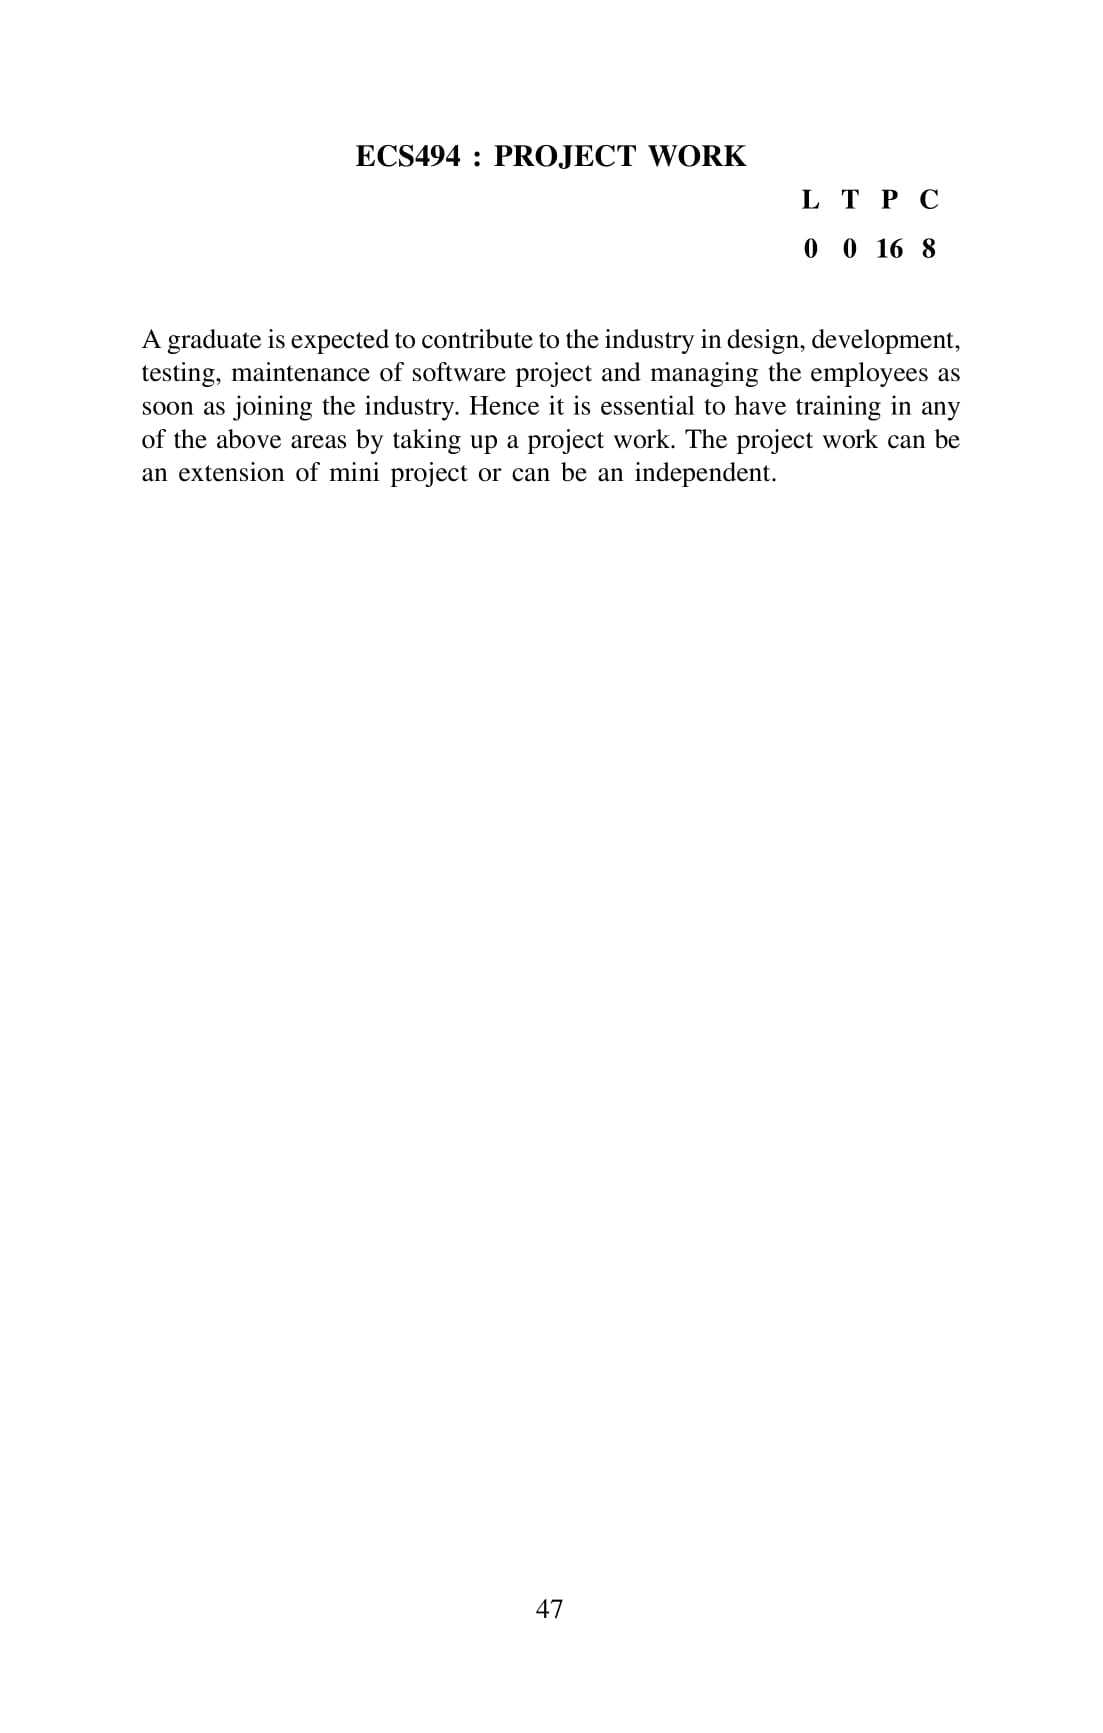 ECS494 : PROJECT WORK
L T P C
0 0 16 8
A graduate is expected to contribute to the industry in design, development,
testing, maintenance of software project and managing the employees as
soon as joining the industry. Hence it is essential to have training in any
of the above areas by taking up a project work. The project work can be
an extension of mini project or can be an independent.
47